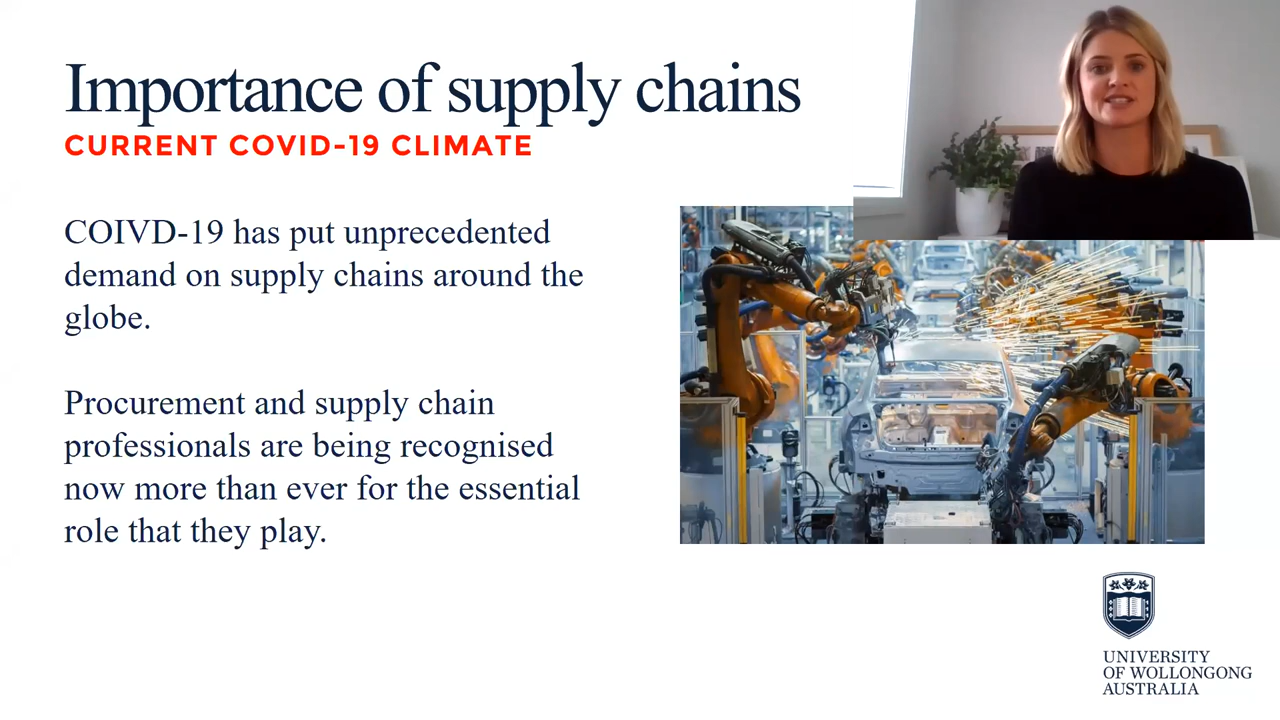 Importance of supply chains
CURRENT COVID-19 CLIMATE
COIVD-19 has put unprecedented
demand on supply chains around the
globe.
Procurement and supply chain
professionals are being recognised
now more than ever for the essential
role that they play.
UNIVERSITY
OF WOLLONGONG
AUSTRALIA